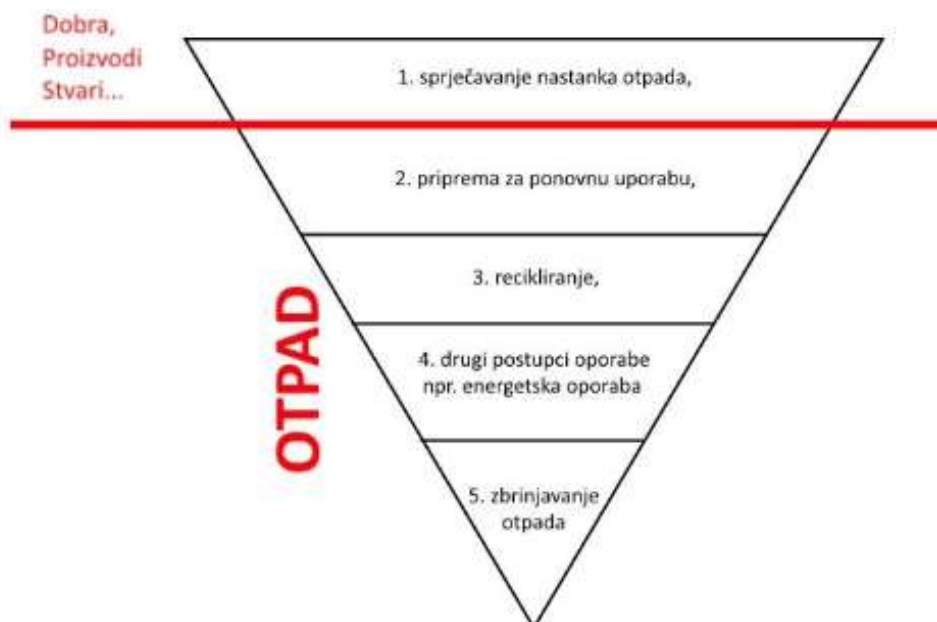 Dobra,
Proizvodi
Stvari...
1. sprječavanje nastanka otpada,
2. priprema za ponovnu uporabu,
3. recikliranje,
OTPAD
4. drugi postupci oporabe
npr. energetska oporaba
5. zbrinjavanje
otpada